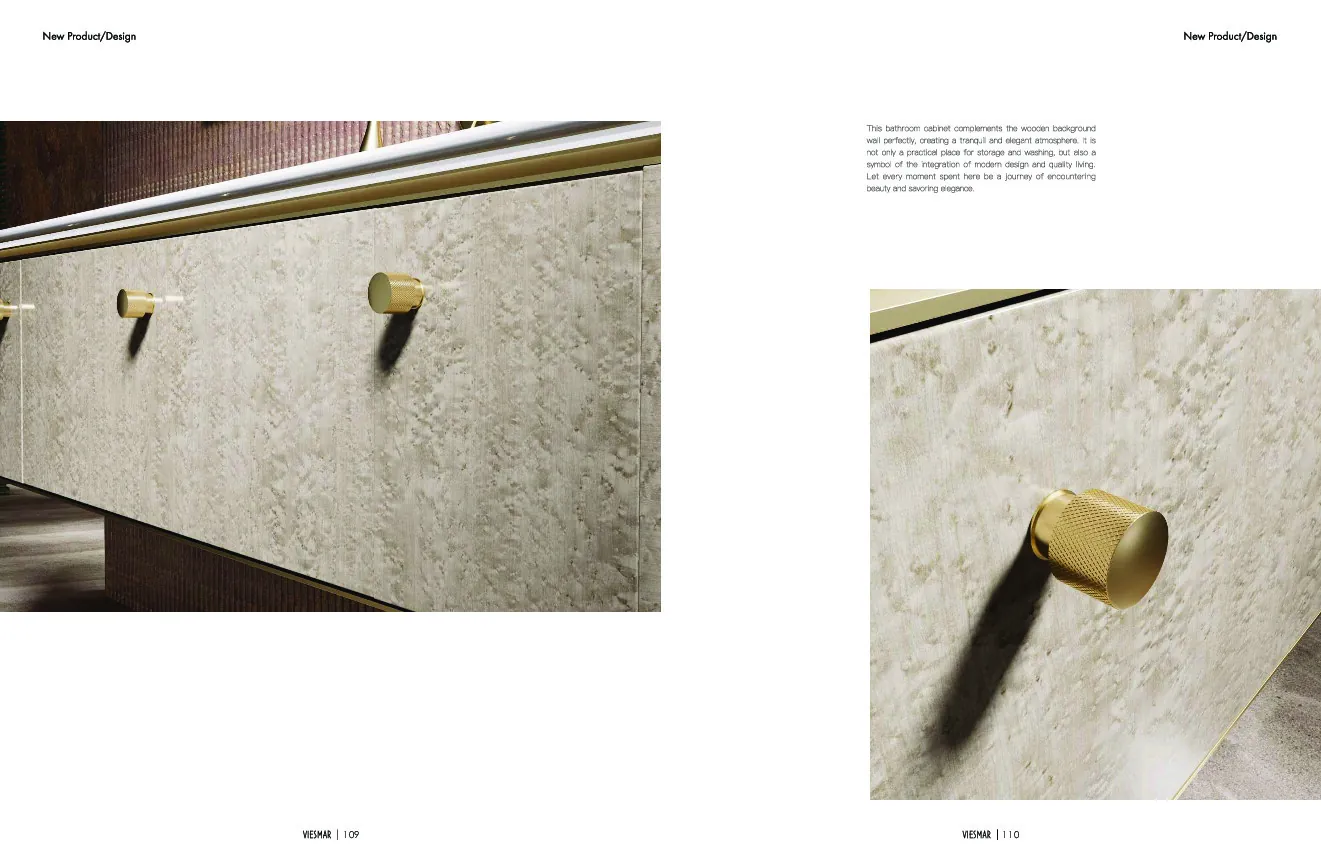 New Product/Design
New Product/Design
This bathroom cabinet complements the wooden background
wall perfectly, creating a tranquil and elegant atmosphere. It is
not only a practical place for storage and washing, but also a
symbol of the integration of modern design and quality living.
Let every moment spent here be a journey of encountering
beauty and savoring elegance.
VIESMAR | 109
VIESMAR | 110